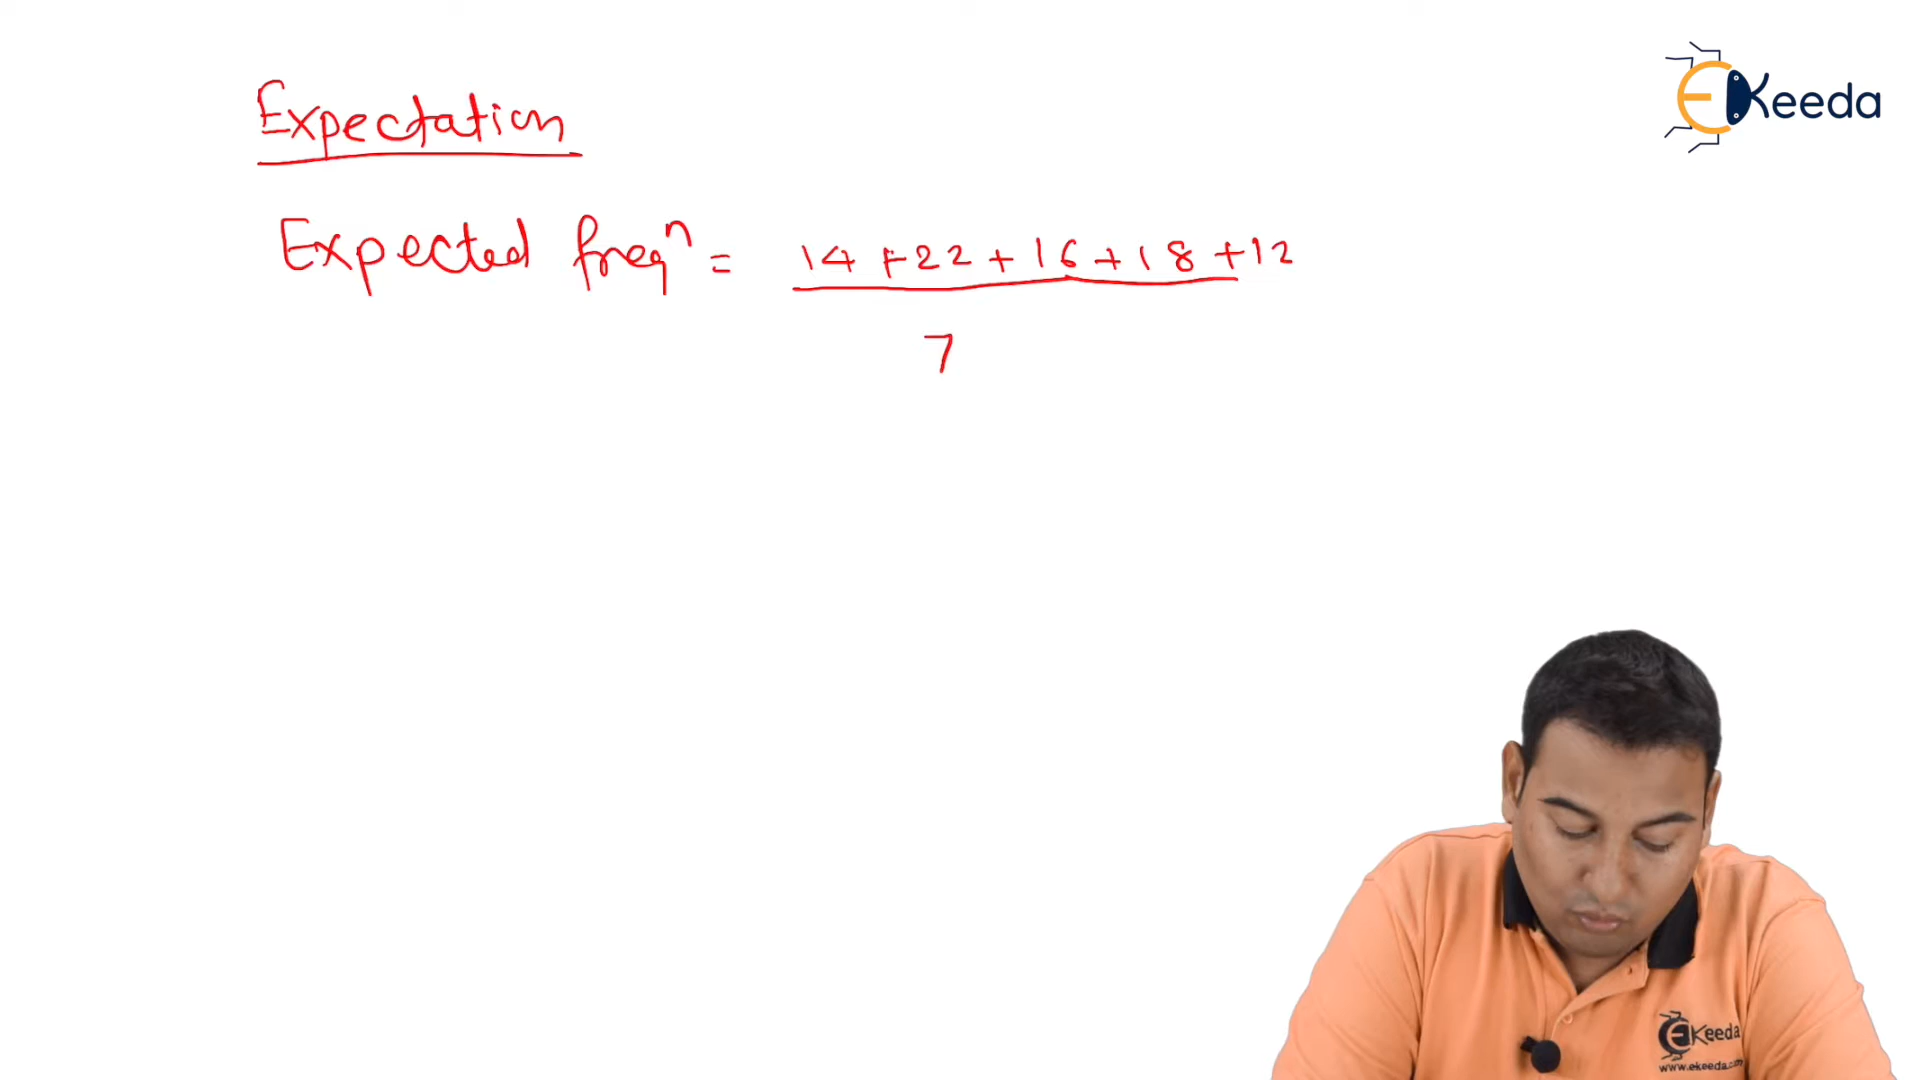 EKeeda
Expectation
Expected freqⁿ = 14 + 22 + 16 + 18 + 12
7
EKeeda
www.ekeeda.com